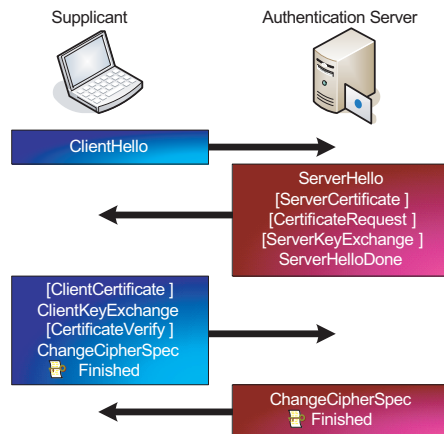 Supplicant
Authentication Server
ClientHello
ServerHello
[ServerCertificate ]
[CertificateRequest ]
[ServerKeyExchange ]
ServerHelloDone
[ClientCertificate ]
ClientKeyExchange
[CertificateVerify ]
ChangeCipherSpec
Finished
ChangeCipherSpec
Finished